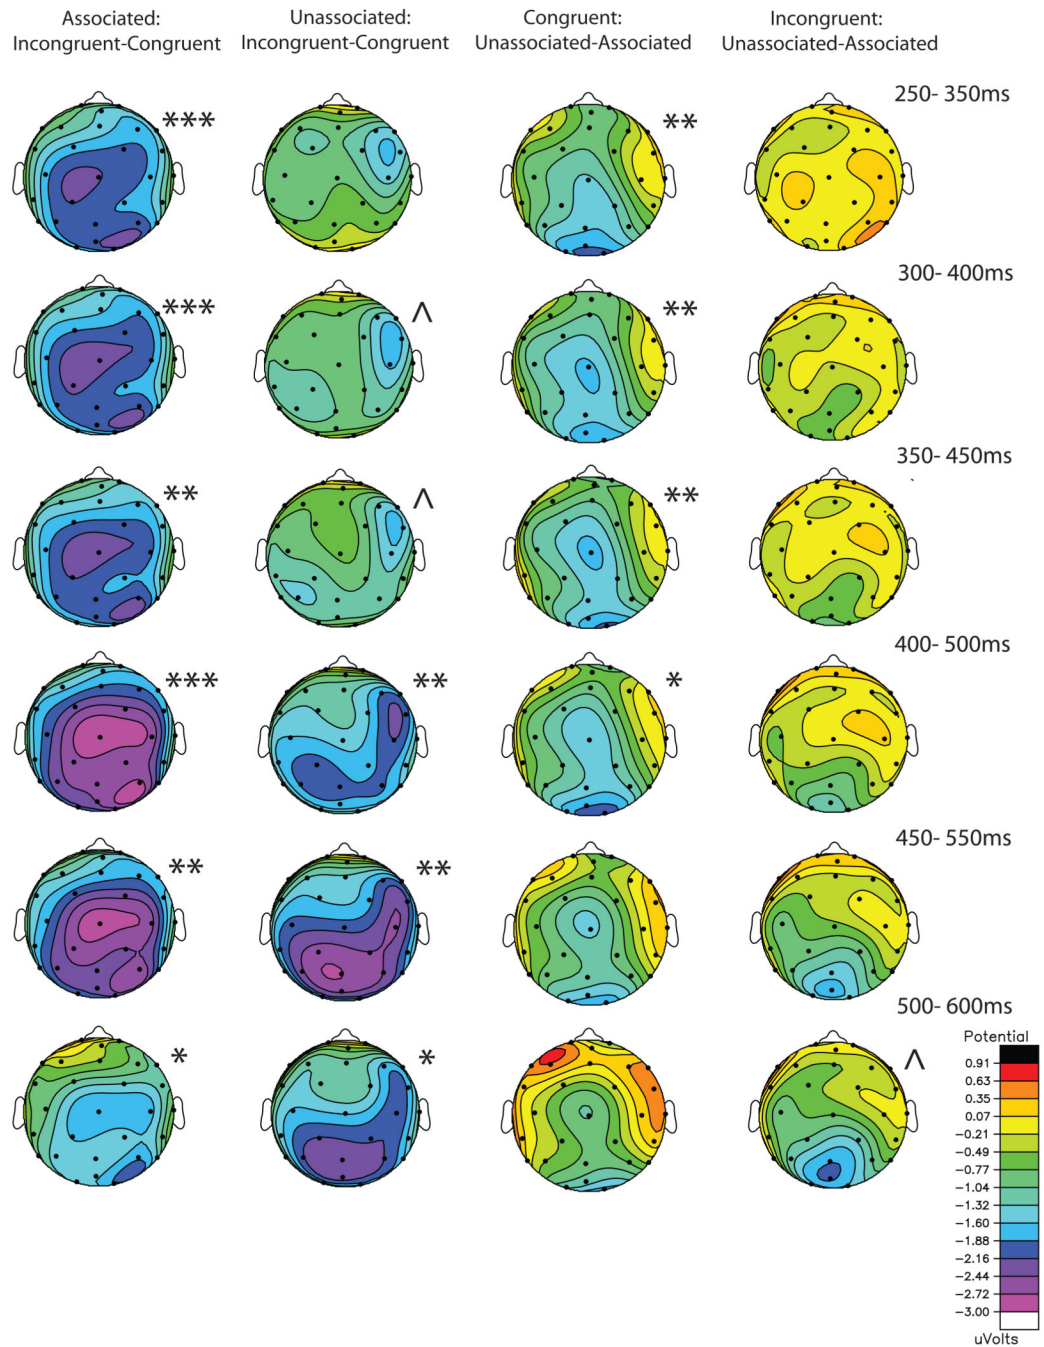 Associated:
Incongruent-Congruent
Unassociated:
Incongruent-Congruent
Congruent:
Unassociated-Associated
Incongruent:
Unassociated-Associated
250- 350ms
***
**
300- 400ms
***
^
**
350- 450ms
**
^
**
400- 500ms
***
**
*
450- 550ms
**
**
500- 600ms
*
*
^
Potential
0.91
0.63
0.35
0.07
−0.21
−0.49
−0.77
−1.04
−1.32
−1.60
−1.88
−2.16
−2.44
−2.72
−3.00
uVolts